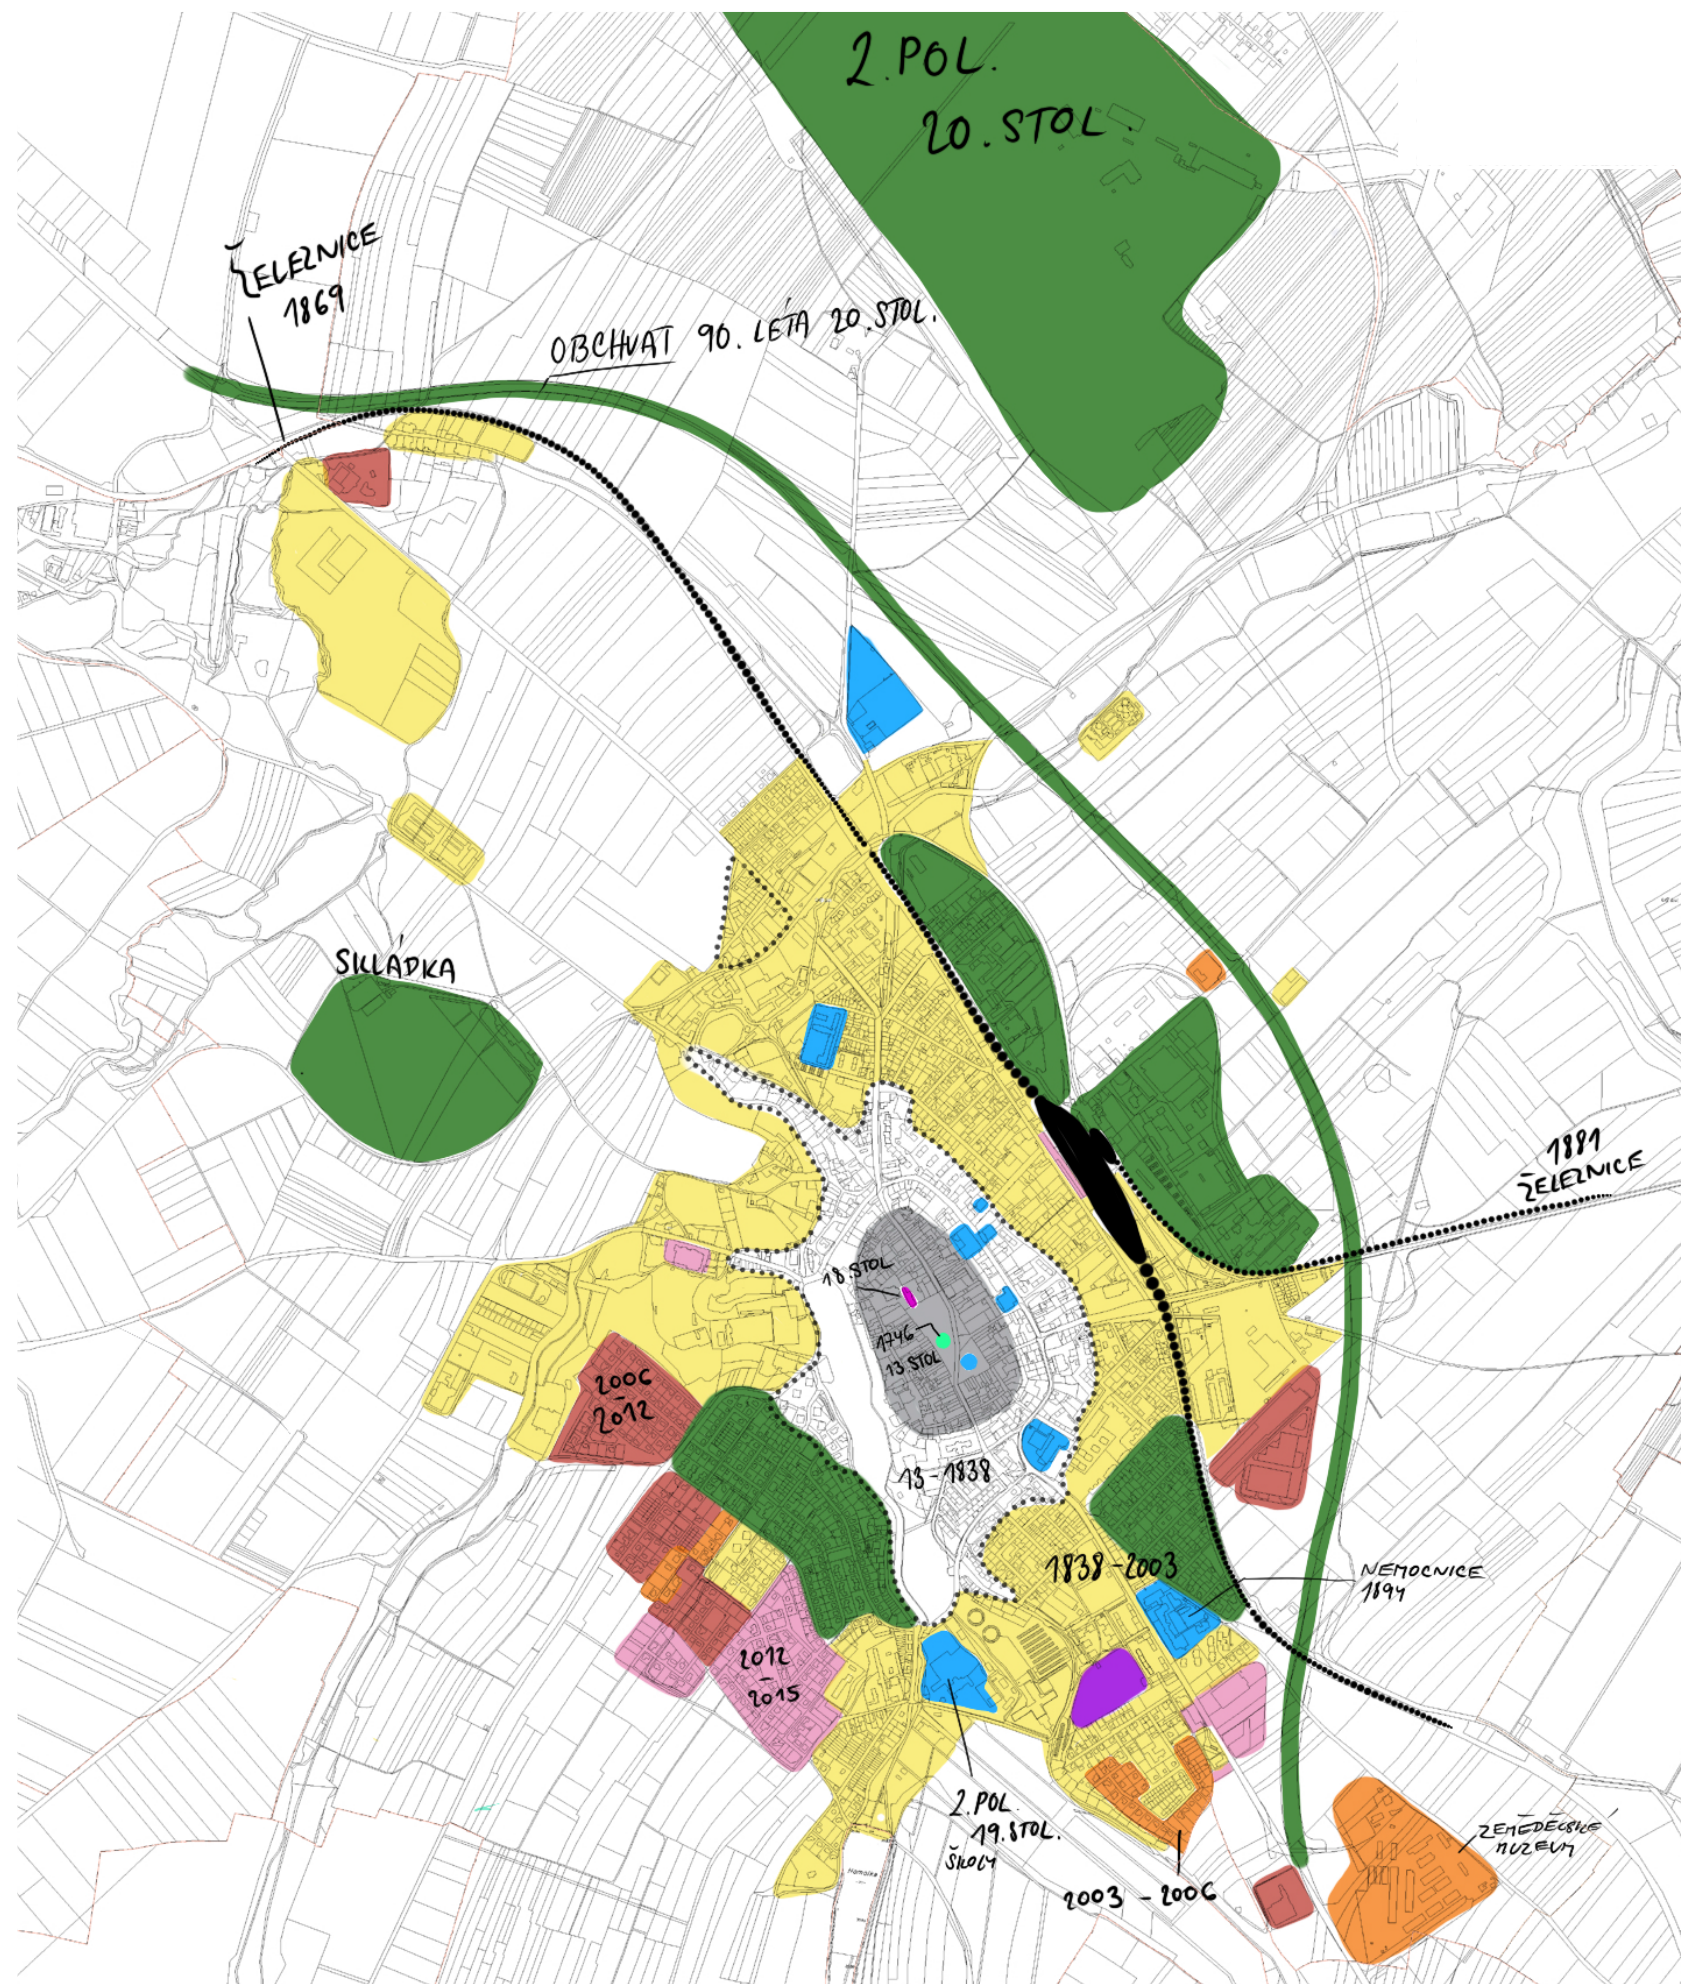 2. POL.
20. STOL.
ŽELEZNICE
1869
OBCHVAT 90. LÉTA 20. STOL.
SKLÁDKA
1881
ŽELEZNICE
18. STOL
1746
13. STOL
2006
-
2012
13-1838
1838-2003
NEMOCNICE
1894
2012
-
2015
2. POL.
19. STOL.
ŠKOLY
2003 - 2006
ZEMĚDĚLSKÉ
MUZEUM